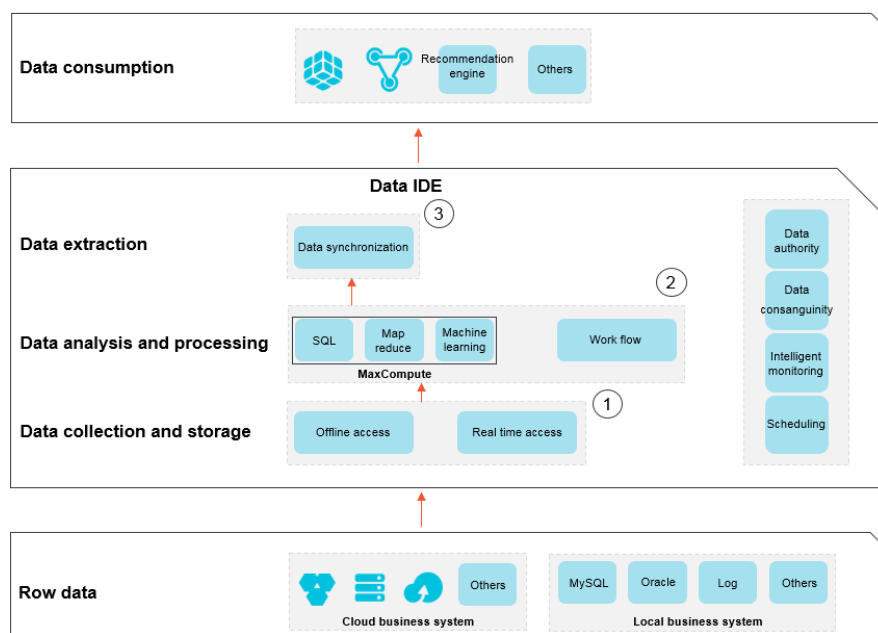 Data consumption
Recommendation
engine
Others
Data IDE
3
Data extraction
Data synchronization
Data
authority
2
Data
consanguinity
Data analysis and processing
SQL
Map
reduce
Machine
learning
Work flow
MaxCompute
Intelligent
monitoring
1
Data collection and storage
Offline access
Real time access
Scheduling
Row data
Others
Cloud business system
MySQL
Oracle
Log
Others
Local business system